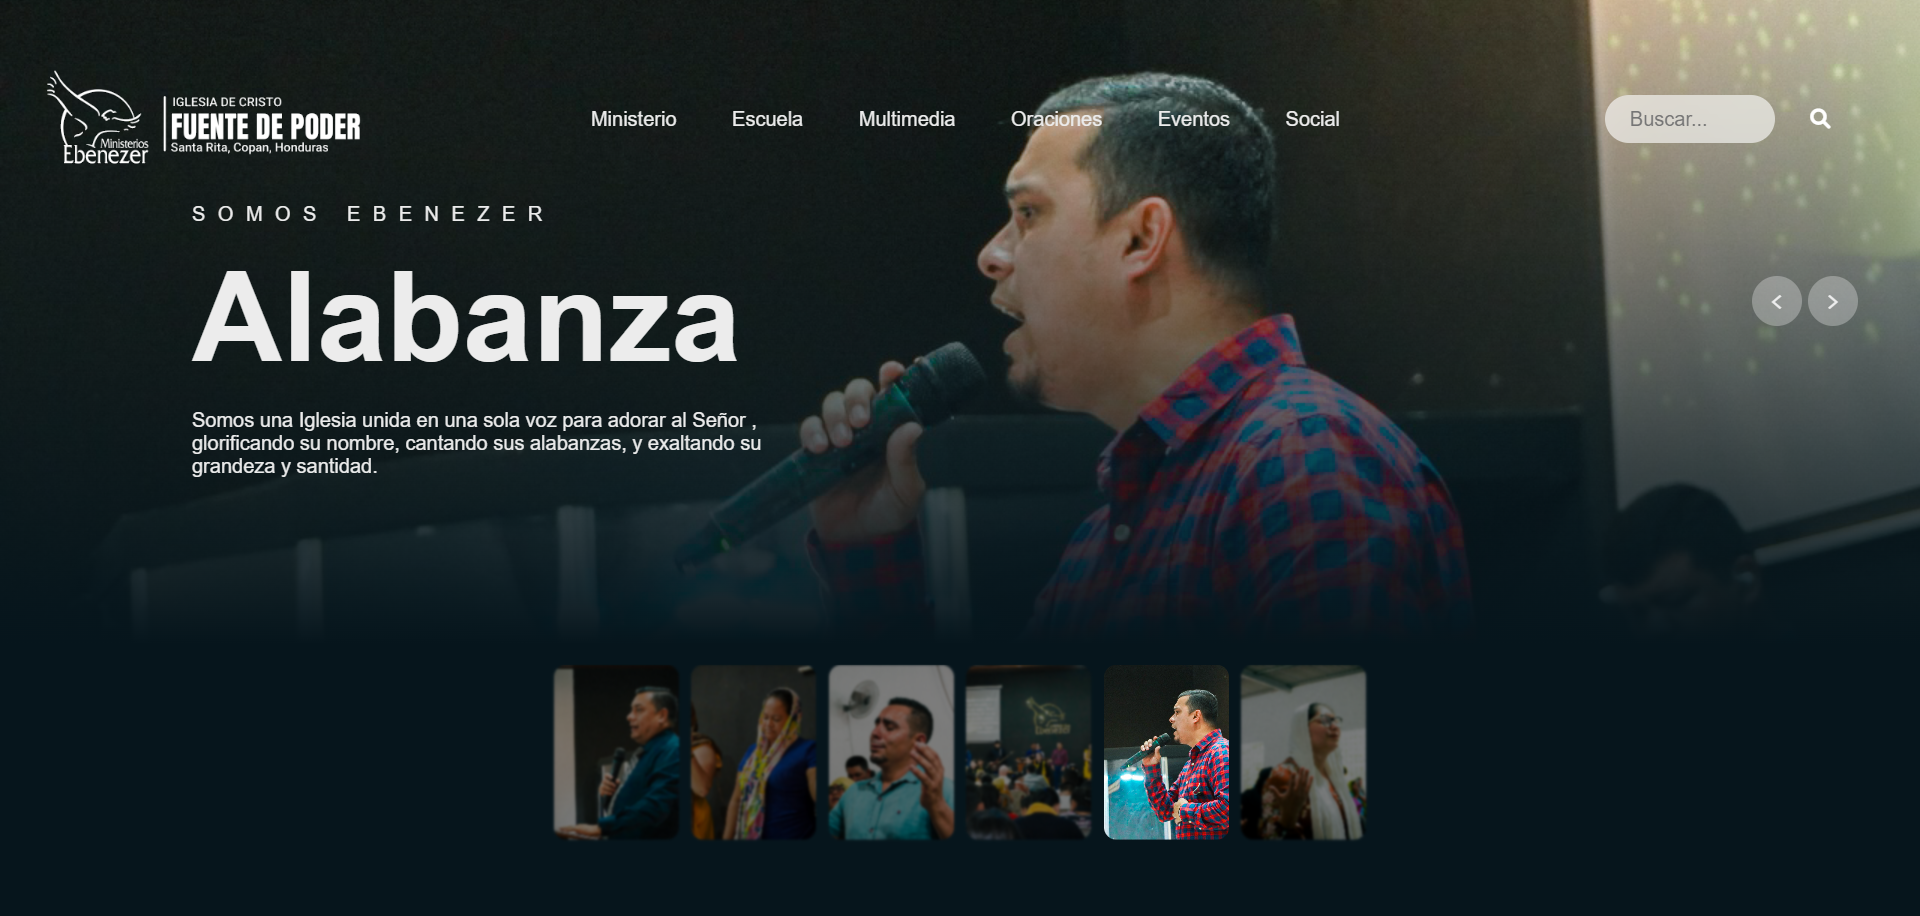 Ministerios
Ebenezer
IGLESIA DE CRISTO
FUENTE DE PODER
Santa Rita, Copan, Honduras
Ministerio
Escuela
Multimedia
Oraciones
Eventos
Social
Buscar...
SOMOS EBENEZER
Alabanza
Somos una Iglesia unida en una sola voz para adorar al Señor ,
glorificando su nombre, cantando sus alabanzas, y exaltando su
grandeza y santidad.
Ebenezer